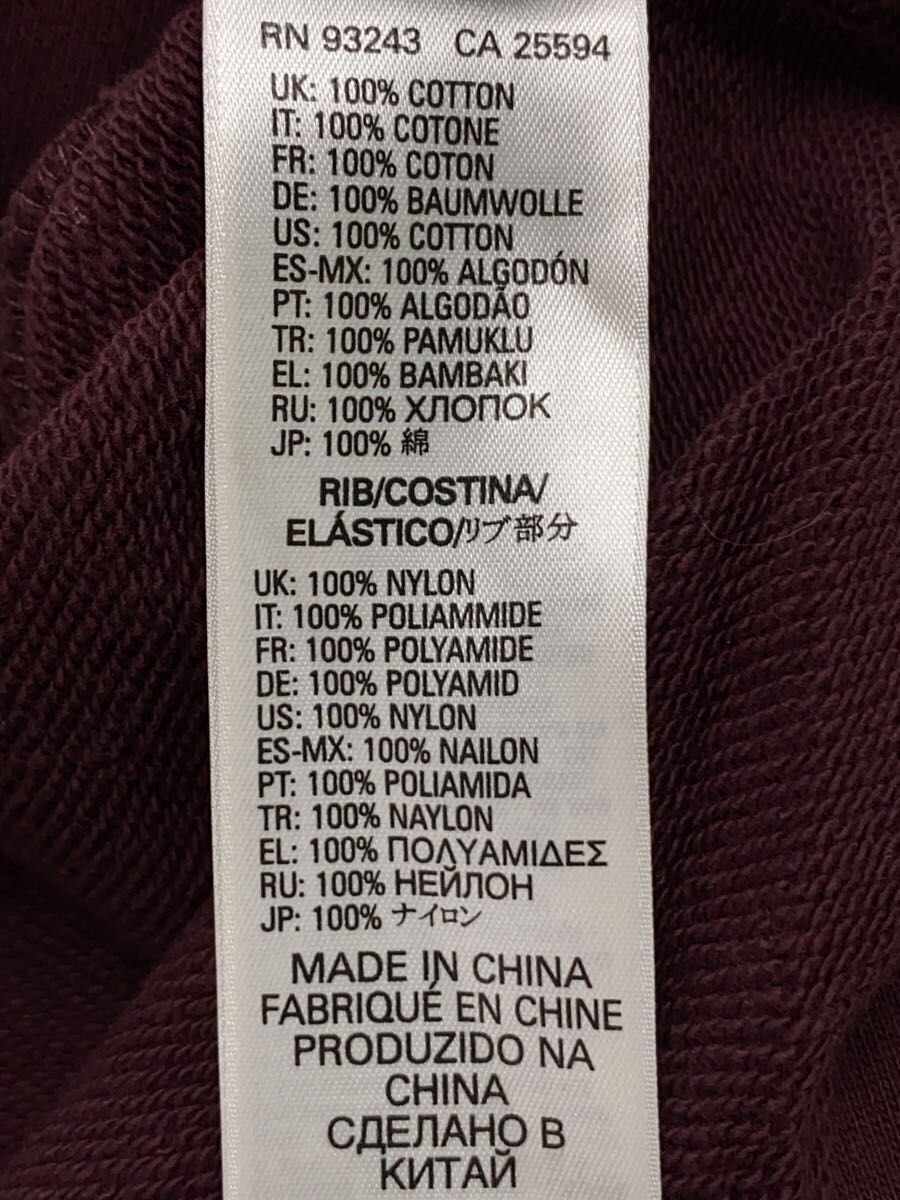 RN 93243 CA 25594
UK: 100% COTTON
IT: 100% COTONE
FR: 100% COTON
DE: 100% BAUMWOLLE
US: 100% COTTON
ES-MX: 100% ALGODÓN
PT: 100% ALGODÃO
TR: 100% PAMUKLU
EL: 100% ΒΑΜΒΑΚΙ
RU: 100% ХЛОПОК
JP: 100% 綿
RIB/COSTINA/
ELÁSTICO/リブ部分
UK: 100% NYLON
IT: 100% POLIAMMIDE
FR: 100% POLYAMIDE
DE: 100% POLYAMID
US: 100% NYLON
ES-MX: 100% NAILON
PT: 100% POLIAMIDA
TR: 100% NAYLON
EL: 100% ΠΟΛΥΑΜΙΔΕΣ
RU: 100% НЕЙЛОН
JP: 100% ナイロン
MADE IN CHINA
FABRIQUÉ EN CHINE
PRODUZIDO NA
CHINA
СДЕЛАНО В
КИТАЙ